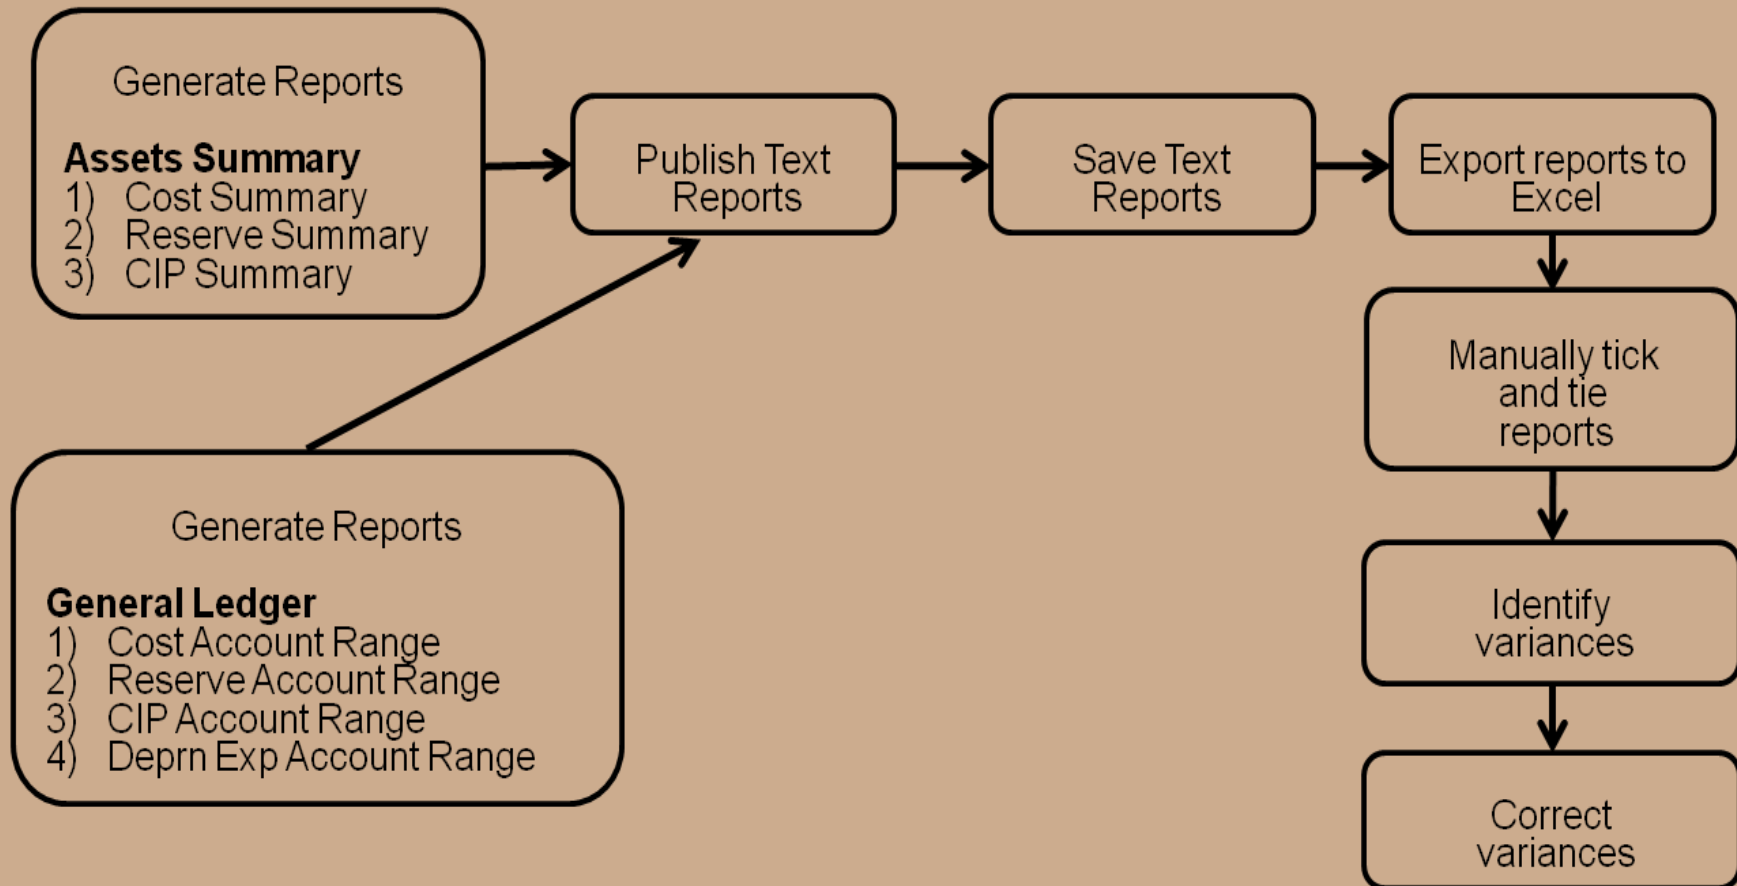 Generate Reports
Assets Summary
1) Cost Summary
2) Reserve Summary
3) CIP Summary
Publish Text
Reports
Save Text
Reports
Export reports to
Excel
Manually tick
and tie
reports
Identify
variances
Correct
variances
Generate Reports
General Ledger
1) Cost Account Range
2) Reserve Account Range
3) CIP Account Range
4) Deprn Exp Account Range